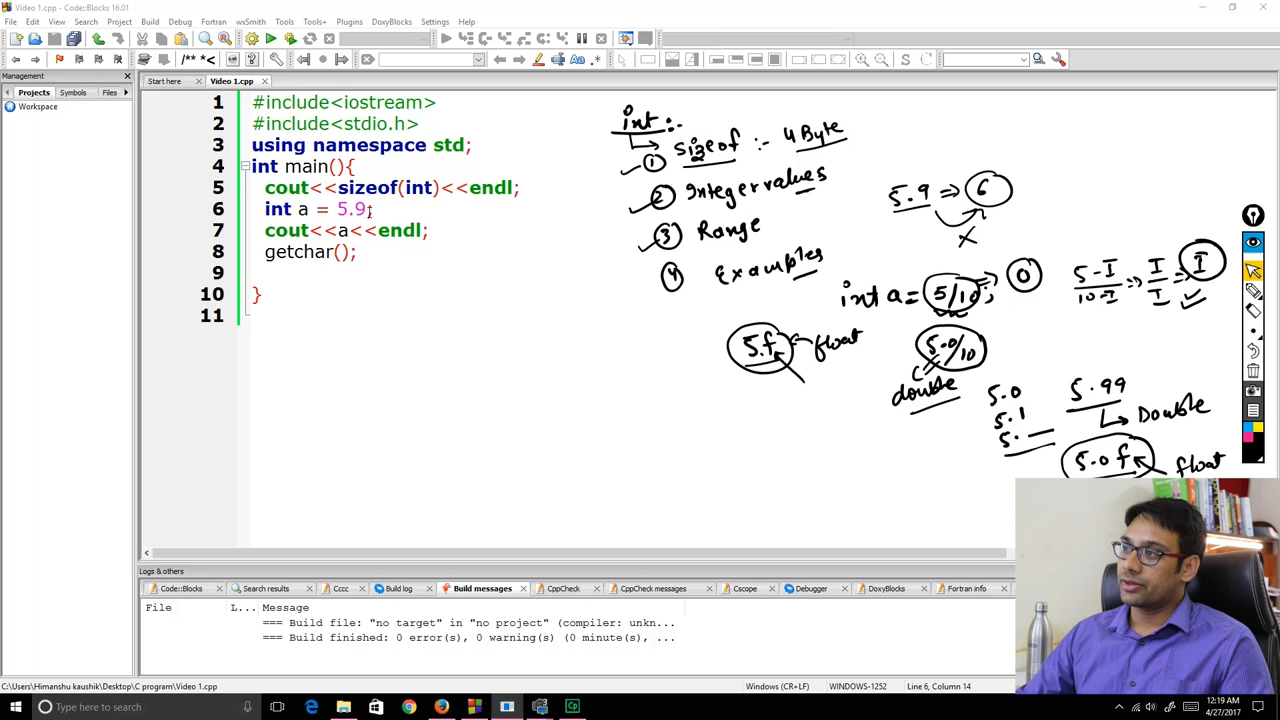 Video 1.cpp - Code::Blocks 16.01
File Edit View Search Project Build Debug Fortran wxSmith Tools Tools+ Plugins DoxyBlocks Settings Help
/** *<
Aa .*
S C
Management
Projects Symbols Files
Workspace
Start here Video 1.cpp
1 #include<iostream>
2 #include<stdio.h>
3 using namespace std;
4 int main(){
5 cout<<sizeof(int)<<endl;
6 int a = 5.9;
7 cout<<a<<endl;
8 getchar();
9
10 }
11
int :-
1 sizeof :- 4 Byte
2 Integer values
3 Range
4 Examples
5.9 => 6
x
int a = 5/10; => 0
5-I => I => I
10-I I
5.f float
5.0/10
double
5.0
5.1
5.
5.99
Double
5.0f float
Logs & others
Code::Blocks Search results Cccc Build log Build messages CppCheck CppCheck messages Cscope Debugger DoxyBlocks Fortran info
File L... Message
=== Build file: "no target" in "no project" (compiler: unkn...
=== Build finished: 0 error(s), 0 warning(s) (0 minute(s), ...
C:\Users\Himanshu kaushik\Desktop\C program\Video 1.cpp Windows (CR+LF) WINDOWS-1252 Line 6, Column 14
Type here to search
Cp
12:19 AM
4/27/2017